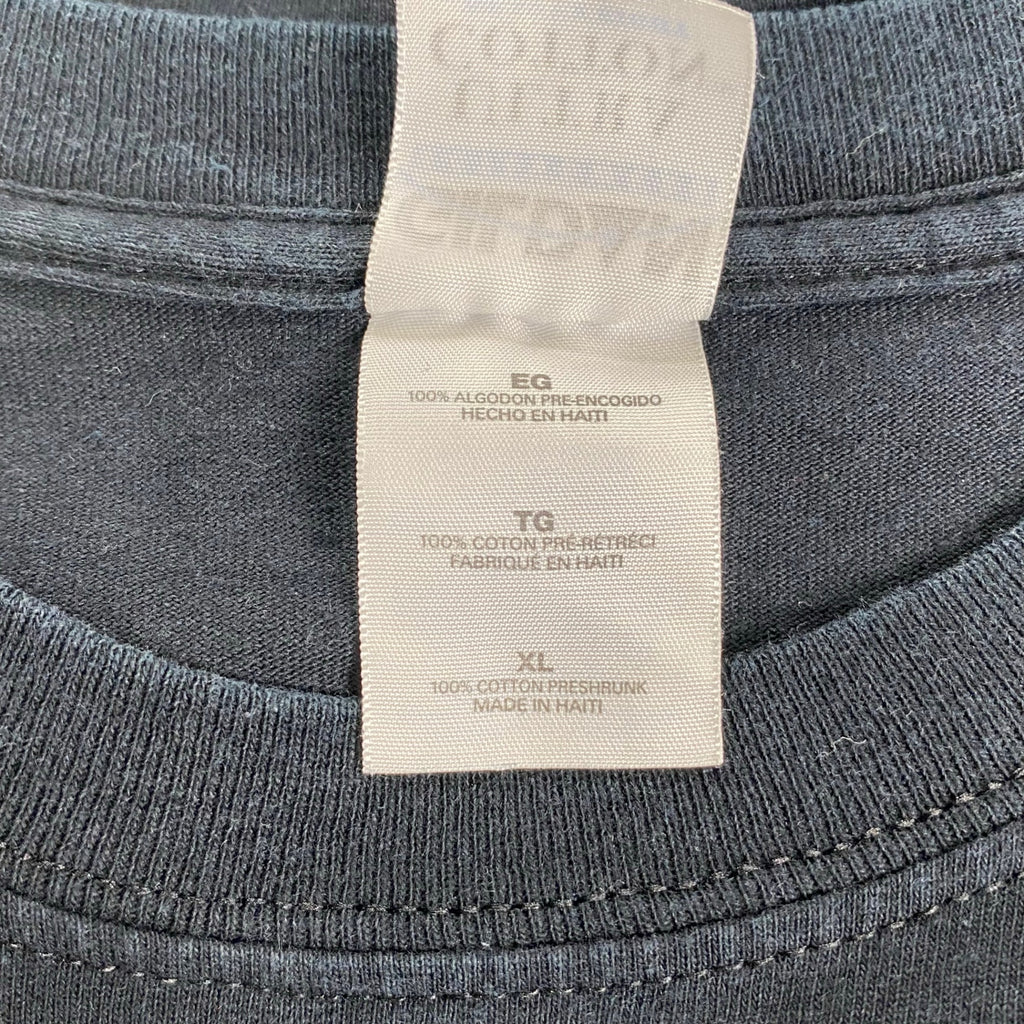 EG
100% ALGODON PRE-ENCOGIDO
HECHO EN HAITI
TG
100% COTON PRÉ-RÉTRÉCI
FABRIQUÉ EN HAITI
XL
100% COTTON PRESHRUNK
MADE IN HAITI